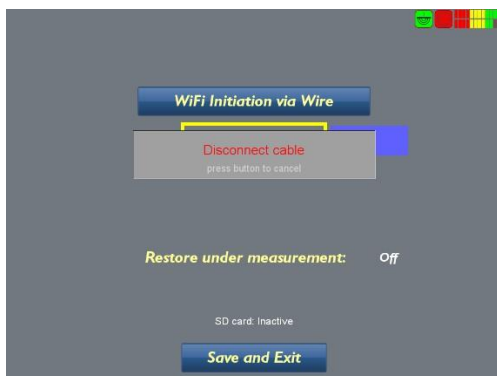 WiFi Initiation via Wire
Disconnect cable
press button to cancel
Restore under measurement: Off
SD card: Inactive
Save and Exit